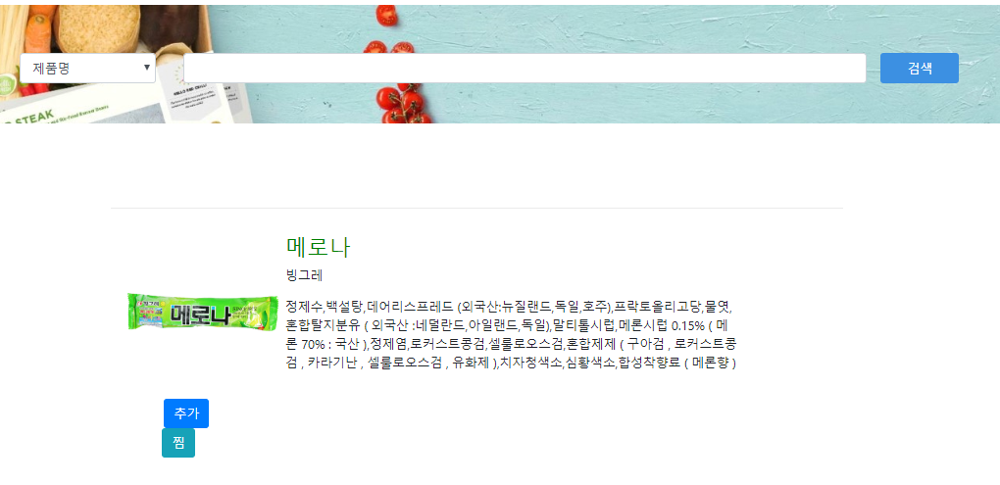 제품명
검색
STEAK
메로나
빙그레
메로나
정제수,백설탕,데어리스프레드 (외국산:뉴질랜드,독일,호주),프락토올리고당,물엿,
혼합탈지분유 ( 외국산 :네덜란드,아일랜드,독일),말티톨시럽,메론시럽 0.15% ( 메
론 70% : 국산 ),정제염,로커스트콩검,셀룰로오스검,혼합제제 ( 구아검 , 로커스트콩
검 , 카라기난 , 셀룰로오스검 , 유화제 ),치자청색소,심황색소,합성착향료 ( 메론향 )
추가
찜